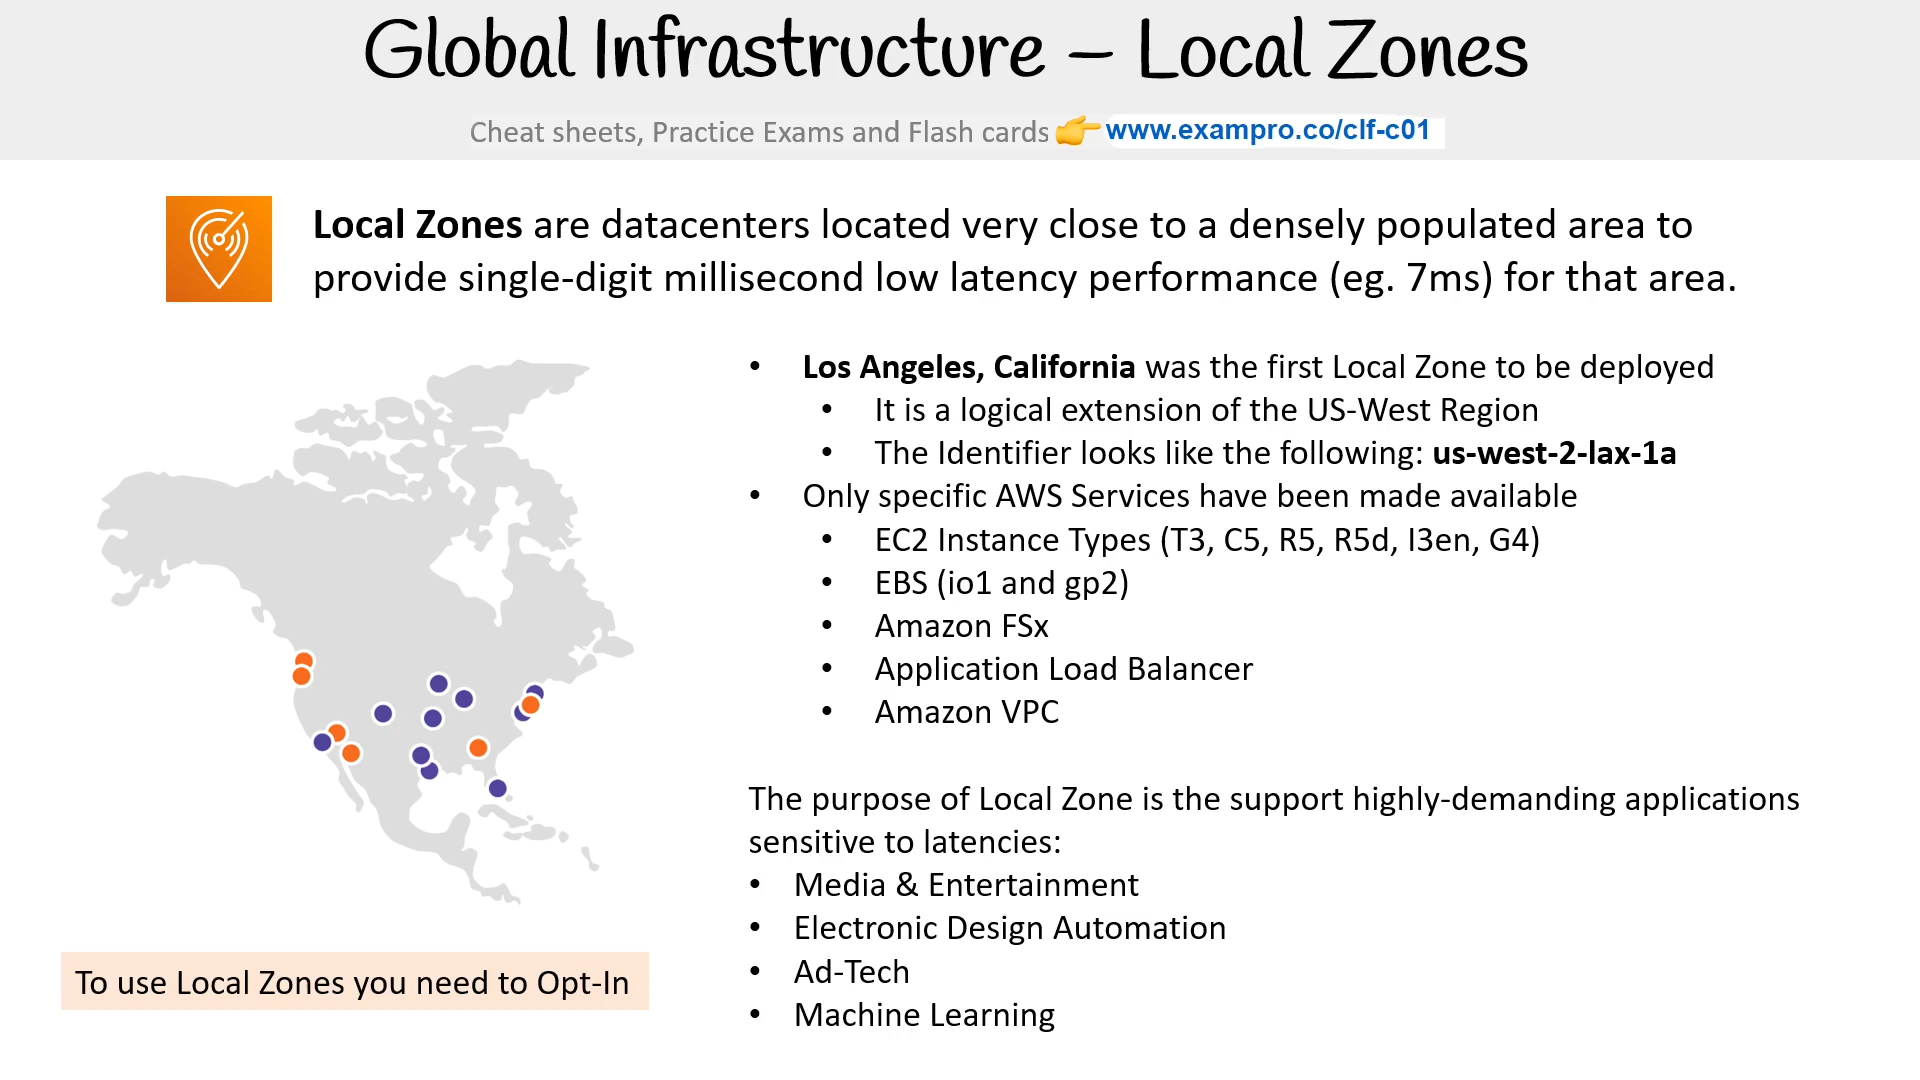 Global Infrastructure – Local Zones
Cheat sheets, Practice Exams and Flash cards 👉 www.exampro.co/clf-c01
Local Zones are datacenters located very close to a densely populated area to
provide single-digit millisecond low latency performance (eg. 7ms) for that area.
• Los Angeles, California was the first Local Zone to be deployed
• It is a logical extension of the US-West Region
• The Identifier looks like the following: us-west-2-lax-1a
• Only specific AWS Services have been made available
• EC2 Instance Types (T3, C5, R5, R5d, I3en, G4)
• EBS (io1 and gp2)
• Amazon FSx
• Application Load Balancer
• Amazon VPC
The purpose of Local Zone is the support highly-demanding applications
sensitive to latencies:
• Media & Entertainment
• Electronic Design Automation
• Ad-Tech
• Machine Learning
To use Local Zones you need to Opt-In